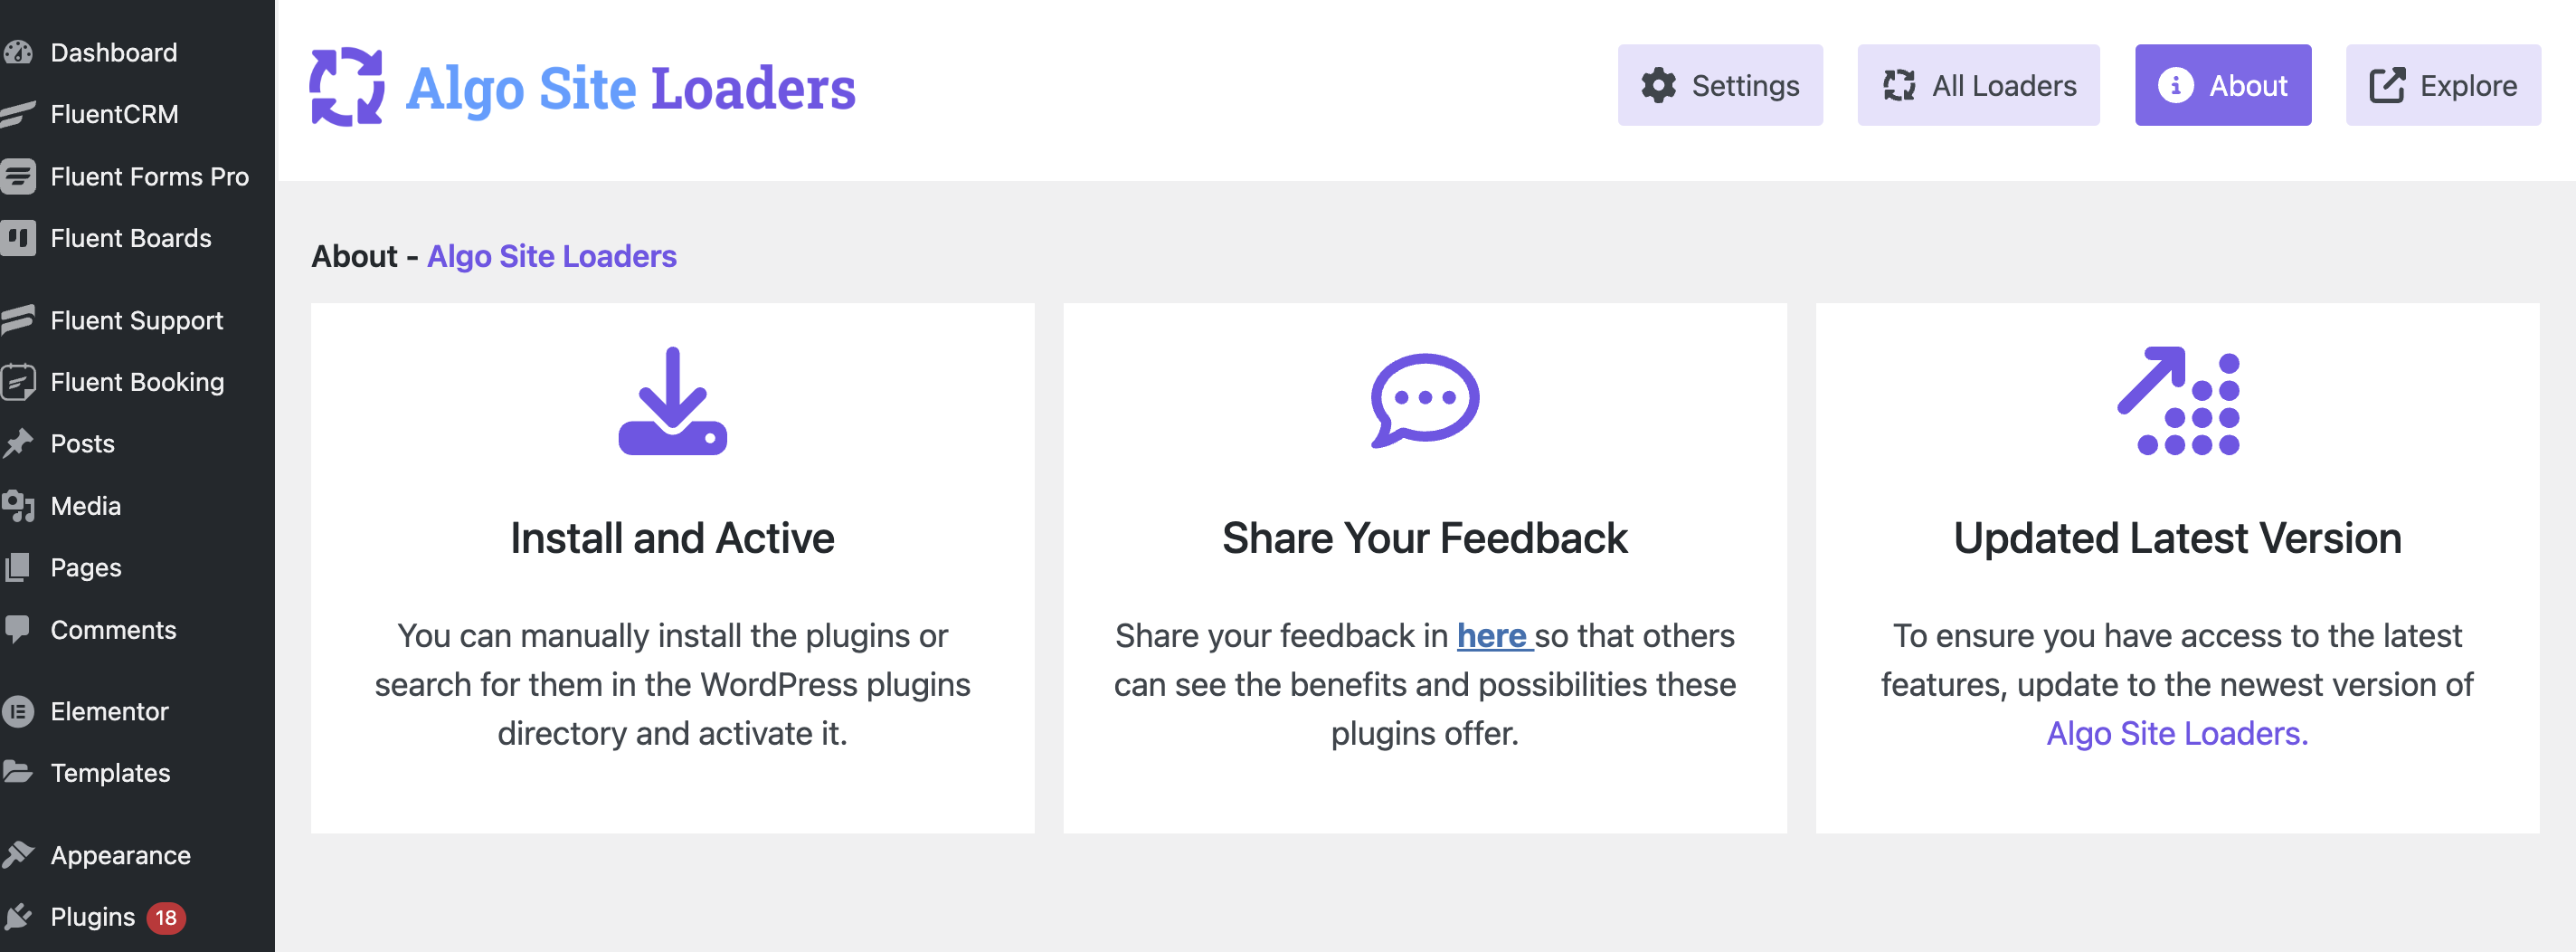 Dashboard
FluentCRM
Fluent Forms Pro
Fluent Boards
Fluent Support
Fluent Booking
Posts
Media
Pages
Comments
Elementor
Templates
Appearance
Plugins 18
Algo Site Loaders
Settings
All Loaders
About
Explore
About - Algo Site Loaders
Install and Active
You can manually install the plugins or
search for them in the WordPress plugins
directory and activate it.
Share Your Feedback
Share your feedback in here so that others
can see the benefits and possibilities these
plugins offer.
Updated Latest Version
To ensure you have access to the latest
features, update to the newest version of
Algo Site Loaders.